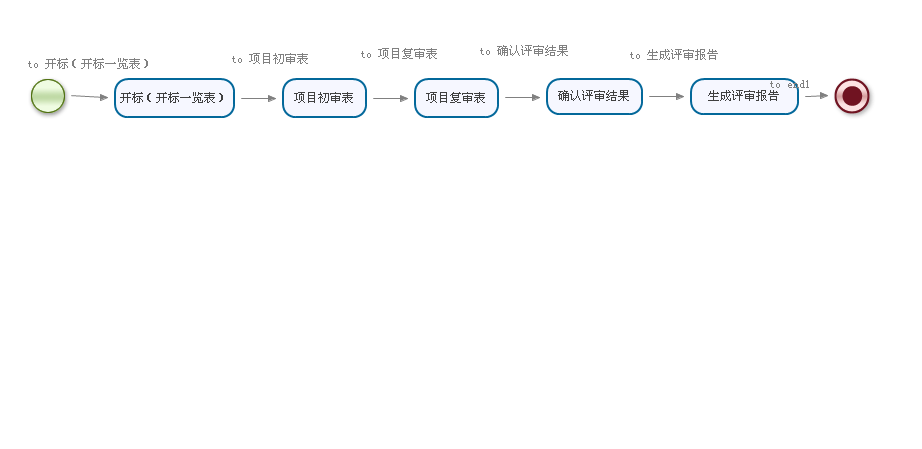 to 开标(开标一览表)
to 项目初审表
to 项目复审表
to 确认评审结果
to 生成评审报告
开标(开标一览表)
项目初审表
项目复审表
确认评审结果
生成评审报告
to end1